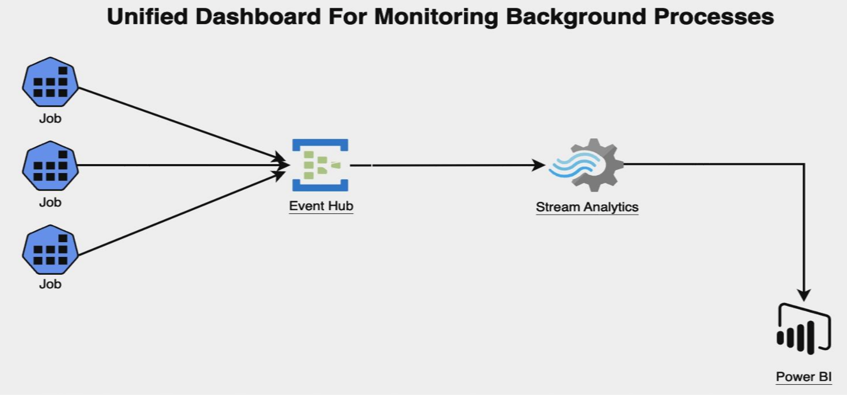 Unified Dashboard For Monitoring Background Processes
Job
Job
Job
Event Hub
Stream Analytics
Power BI